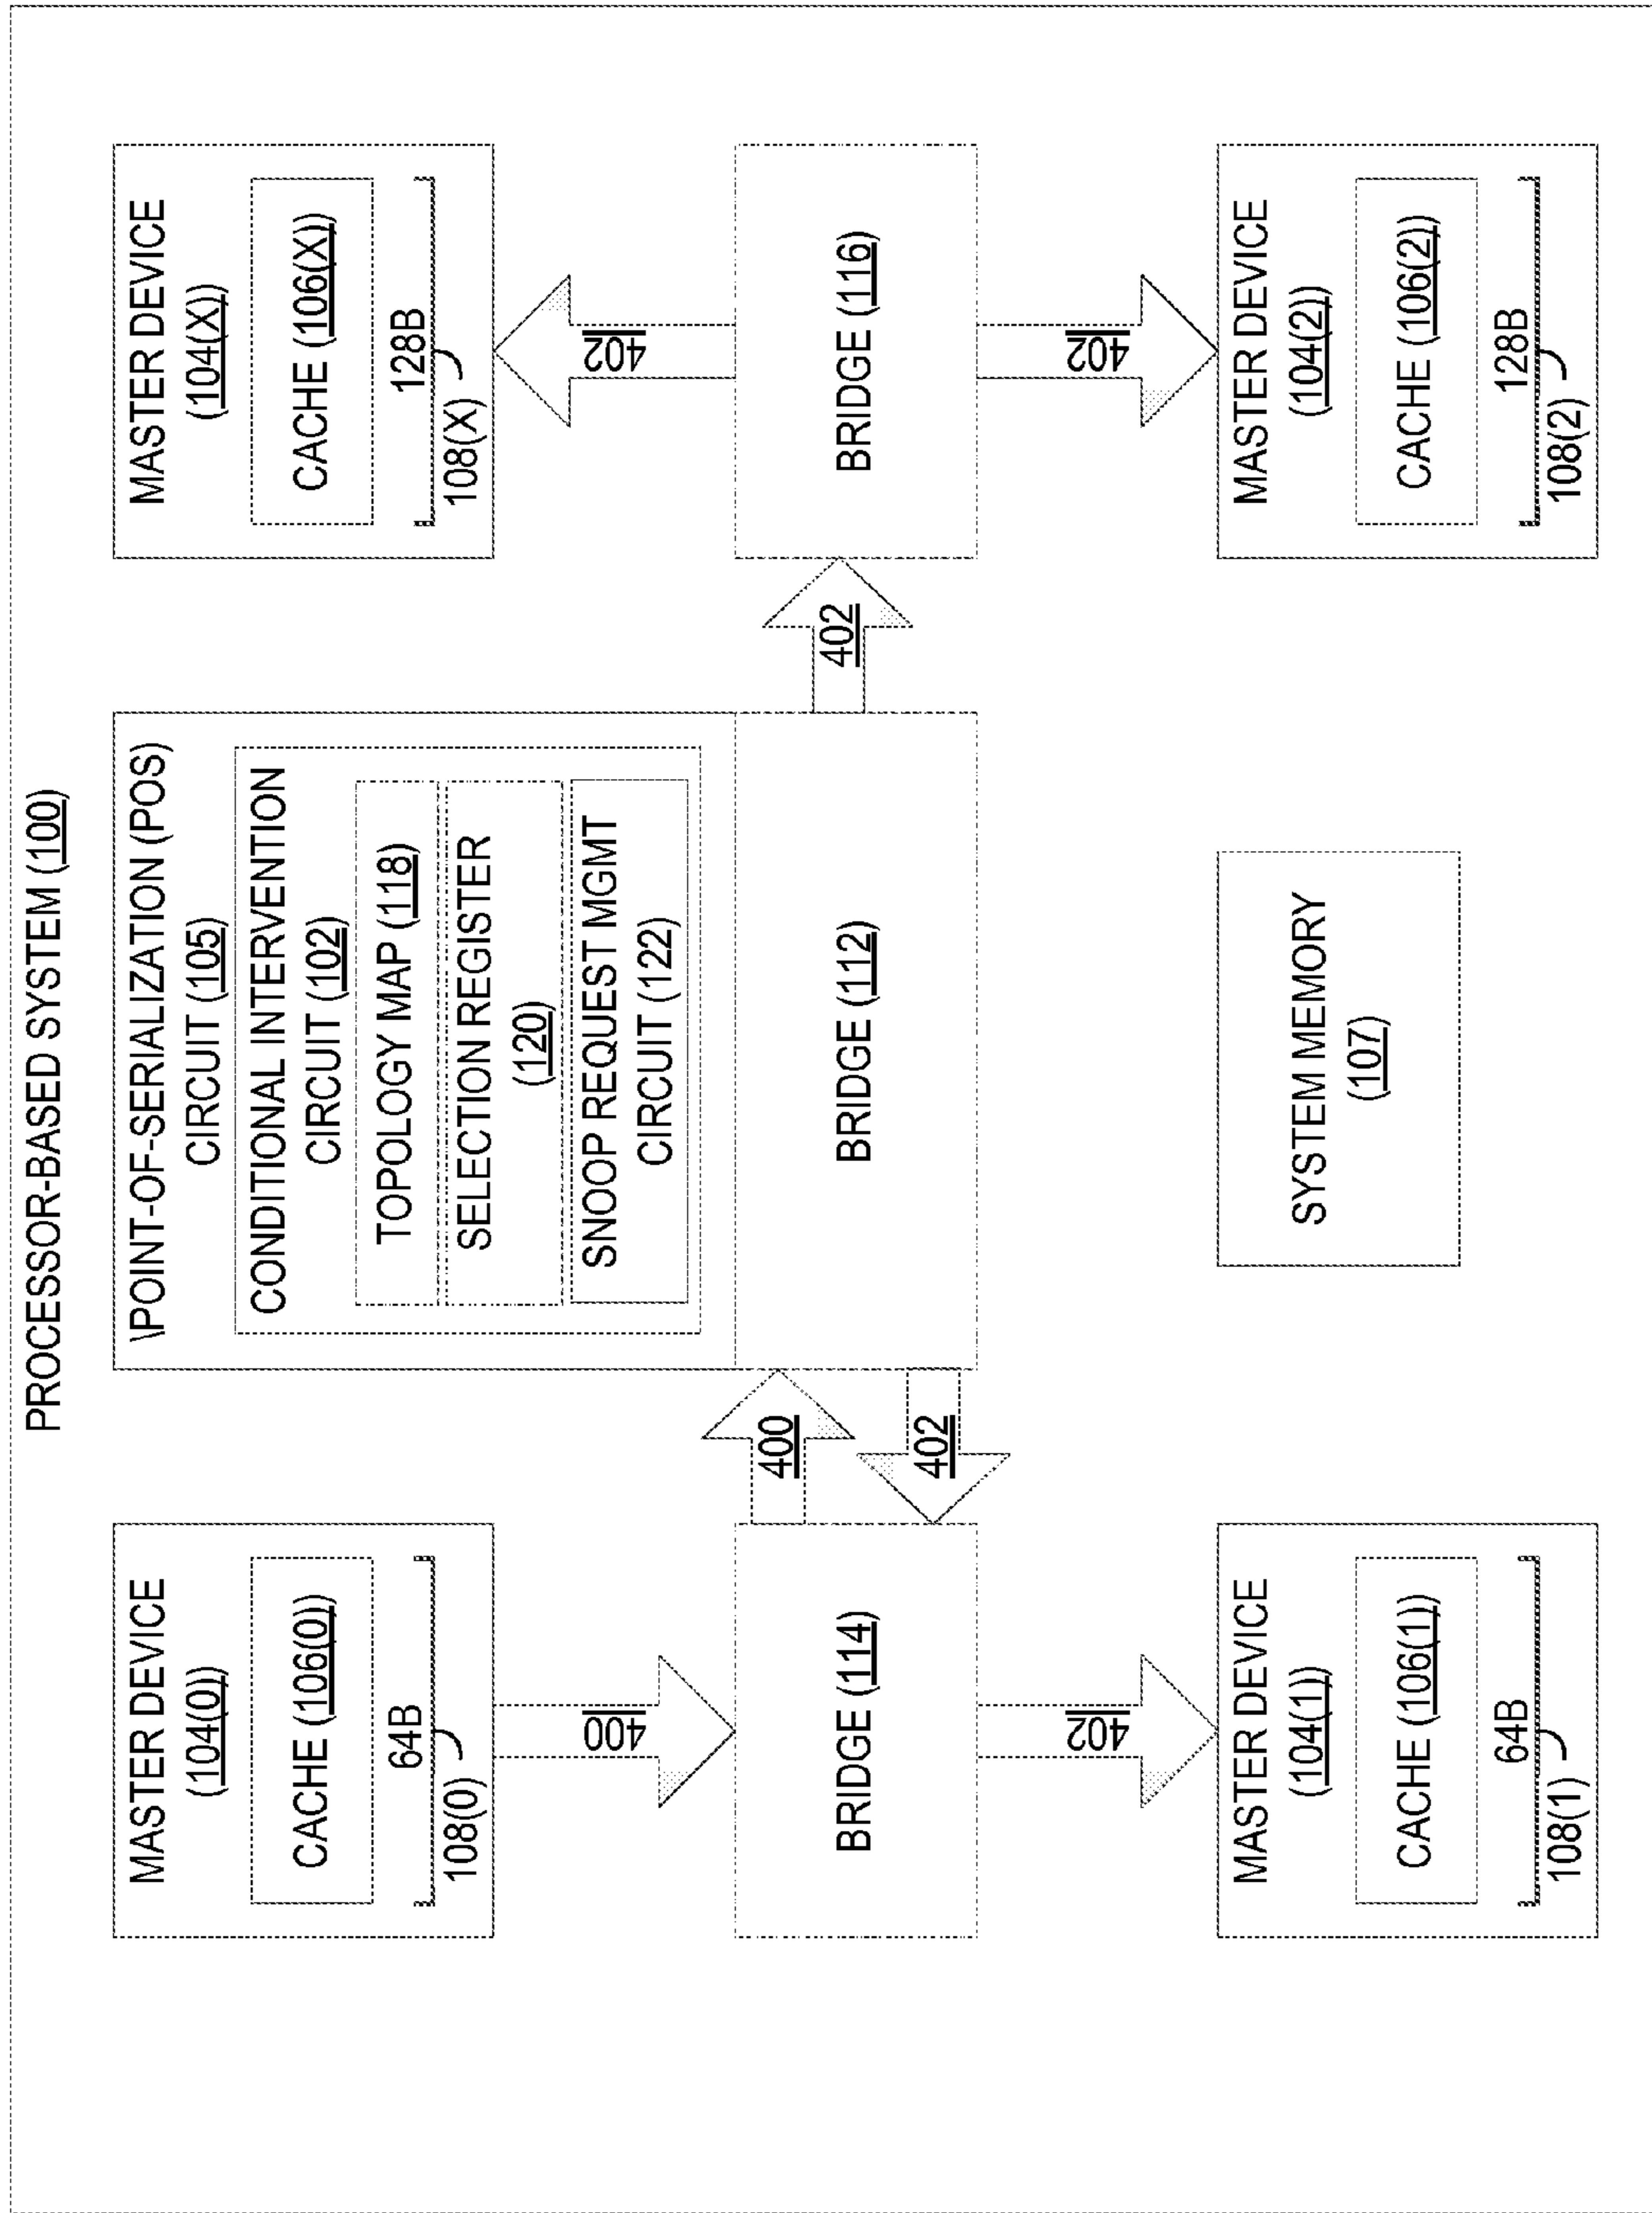 PROCESSOR-BASED SYSTEM (100)
MASTER DEVICE
(104(0))
CACHE (106(0))
64B
108(0)
\POINT-OF-SERIALIZATION (POS)
CIRCUIT (105)
CONDITIONAL INTERVENTION
CIRCUIT (102)
TOPOLOGY MAP (118)
SELECTION REGISTER
(120)
SNOOP REQUEST MGMT
CIRCUIT (122)
MASTER DEVICE
(104(X))
CACHE (106(X))
128B
108(X)
400
402
400
402
402
BRIDGE (114)
BRIDGE (112)
BRIDGE (116)
402
402
MASTER DEVICE
(104(1))
CACHE (106(1))
64B
108(1)
SYSTEM MEMORY
(107)
MASTER DEVICE
(104(2))
CACHE (106(2))
128B
108(2)